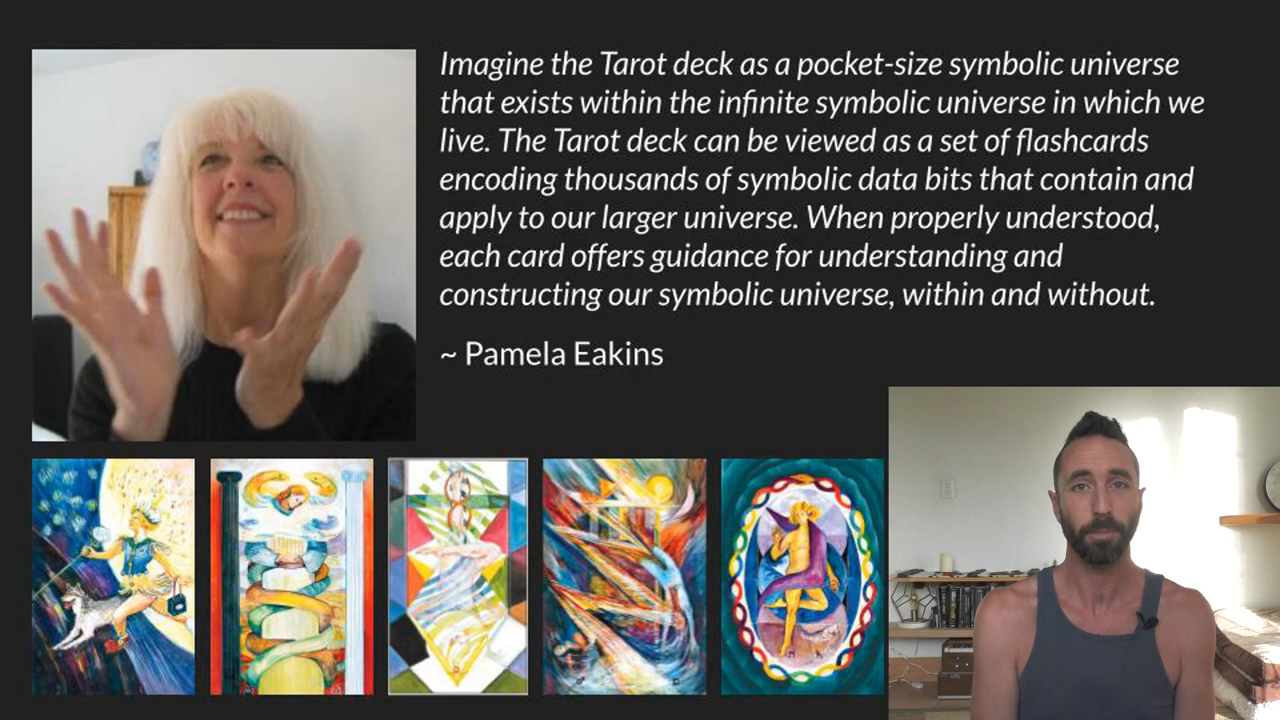 Imagine the Tarot deck as a pocket-size symbolic universe
that exists within the infinite symbolic universe in which we
live. The Tarot deck can be viewed as a set of flashcards
encoding thousands of symbolic data bits that contain and
apply to our larger universe. When properly understood,
each card offers guidance for understanding and
constructing our symbolic universe, within and without.
~ Pamela Eakins